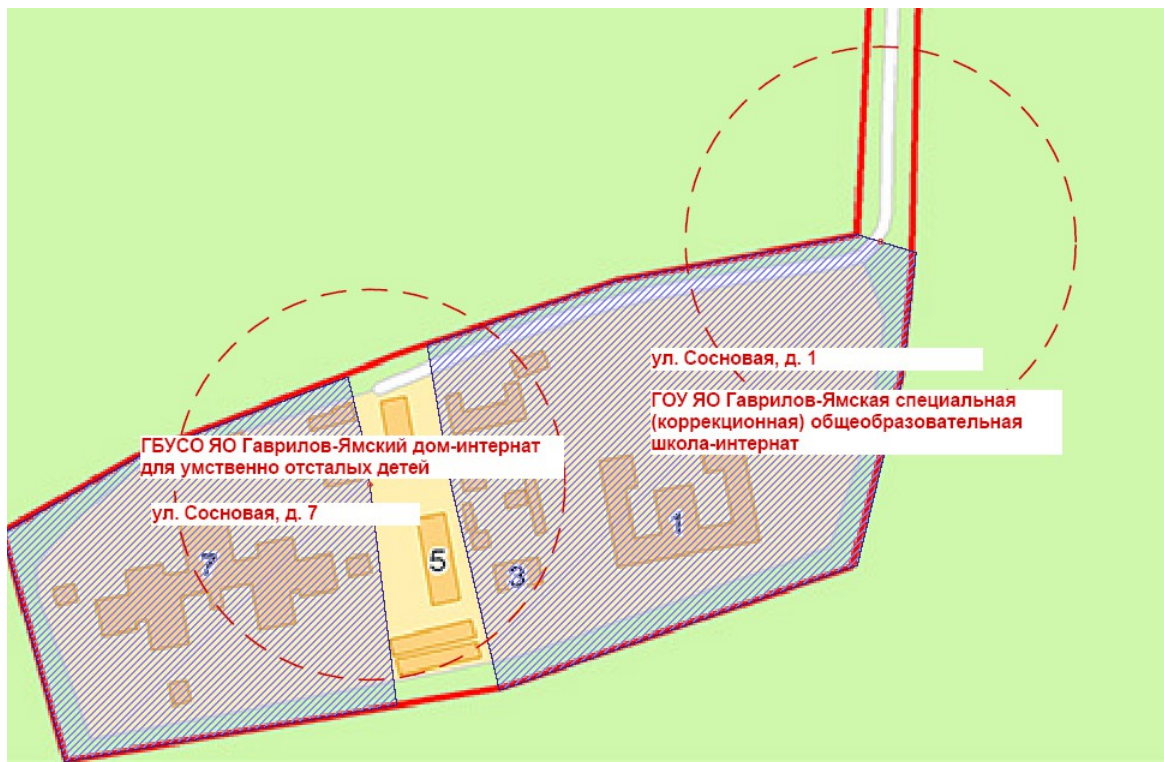 ул. Сосновая, д. 1
ГОУ ЯО Гаврилов-Ямская специальная
(коррекционная) общеобразовательная
школа-интернат
ГБУСО ЯО Гаврилов-Ямский дом-интернат
для умственно отсталых детей
ул. Сосновая, д. 7
1
7
5
3